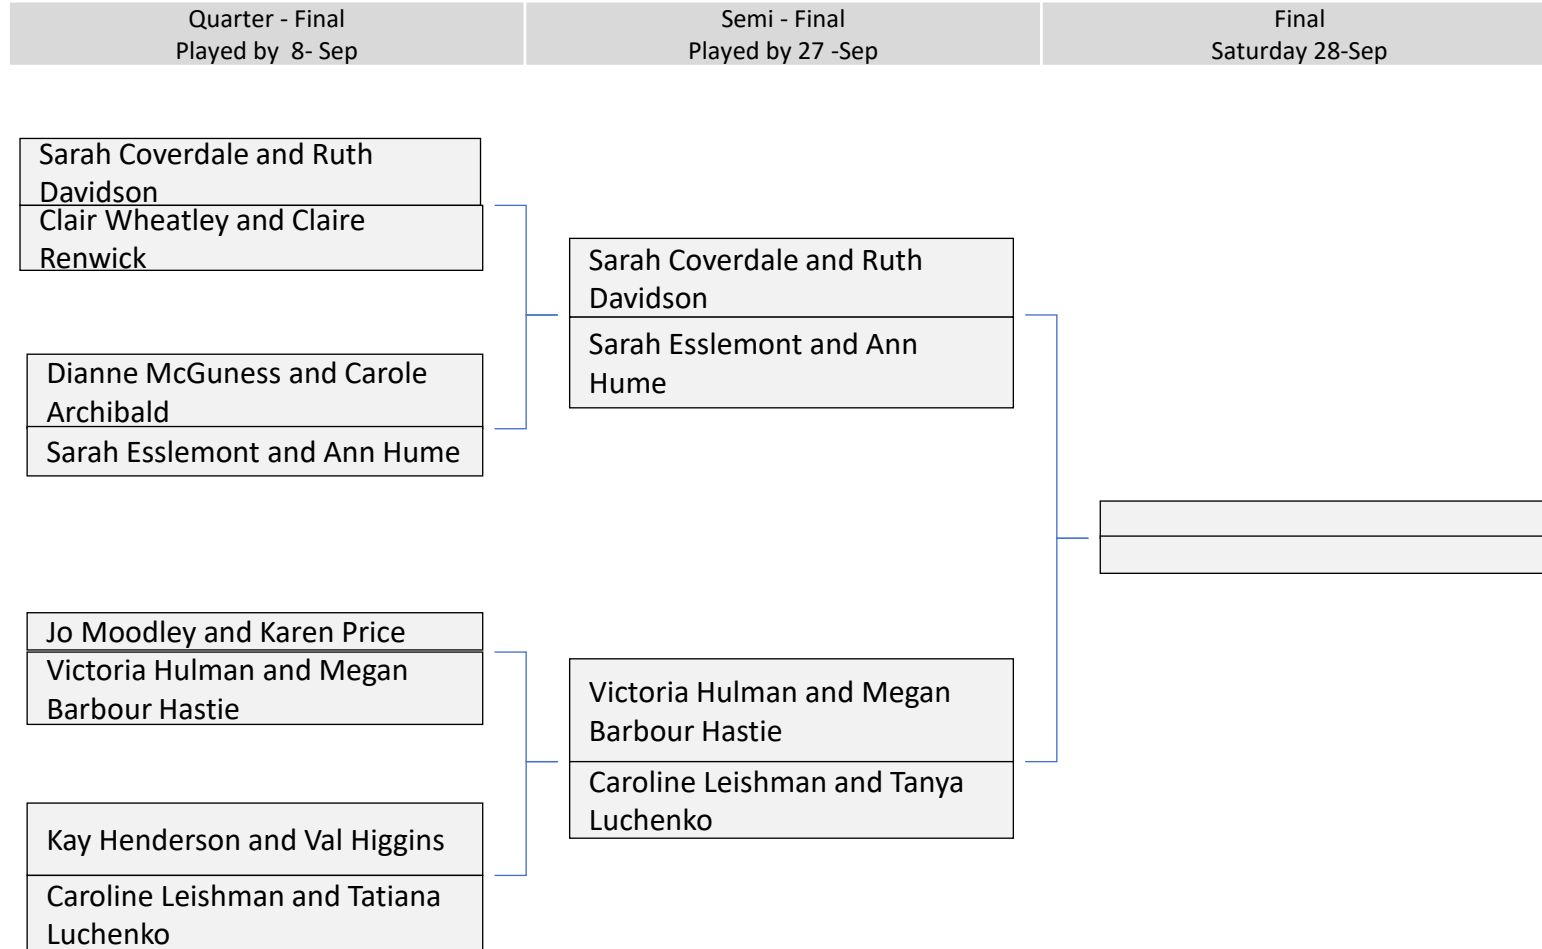 Quarter - Final
Played by  8- Sep
Semi - Final
Played by 27 -Sep
Final
Saturday 28-Sep
Sarah Coverdale and Ruth
Davidson
Clair Wheatley and Claire
Renwick
Dianne McGuness and Carole
Archibald
Sarah Esslemont and Ann Hume
Jo Moodley and Karen Price
Victoria Hulman and Megan
Barbour Hastie
Kay Henderson and Val Higgins
Caroline Leishman and Tatiana
Luchenko
Sarah Coverdale and Ruth
Davidson
Sarah Esslemont and Ann
Hume
Victoria Hulman and Megan
Barbour Hastie
Caroline Leishman and Tanya
Luchenko